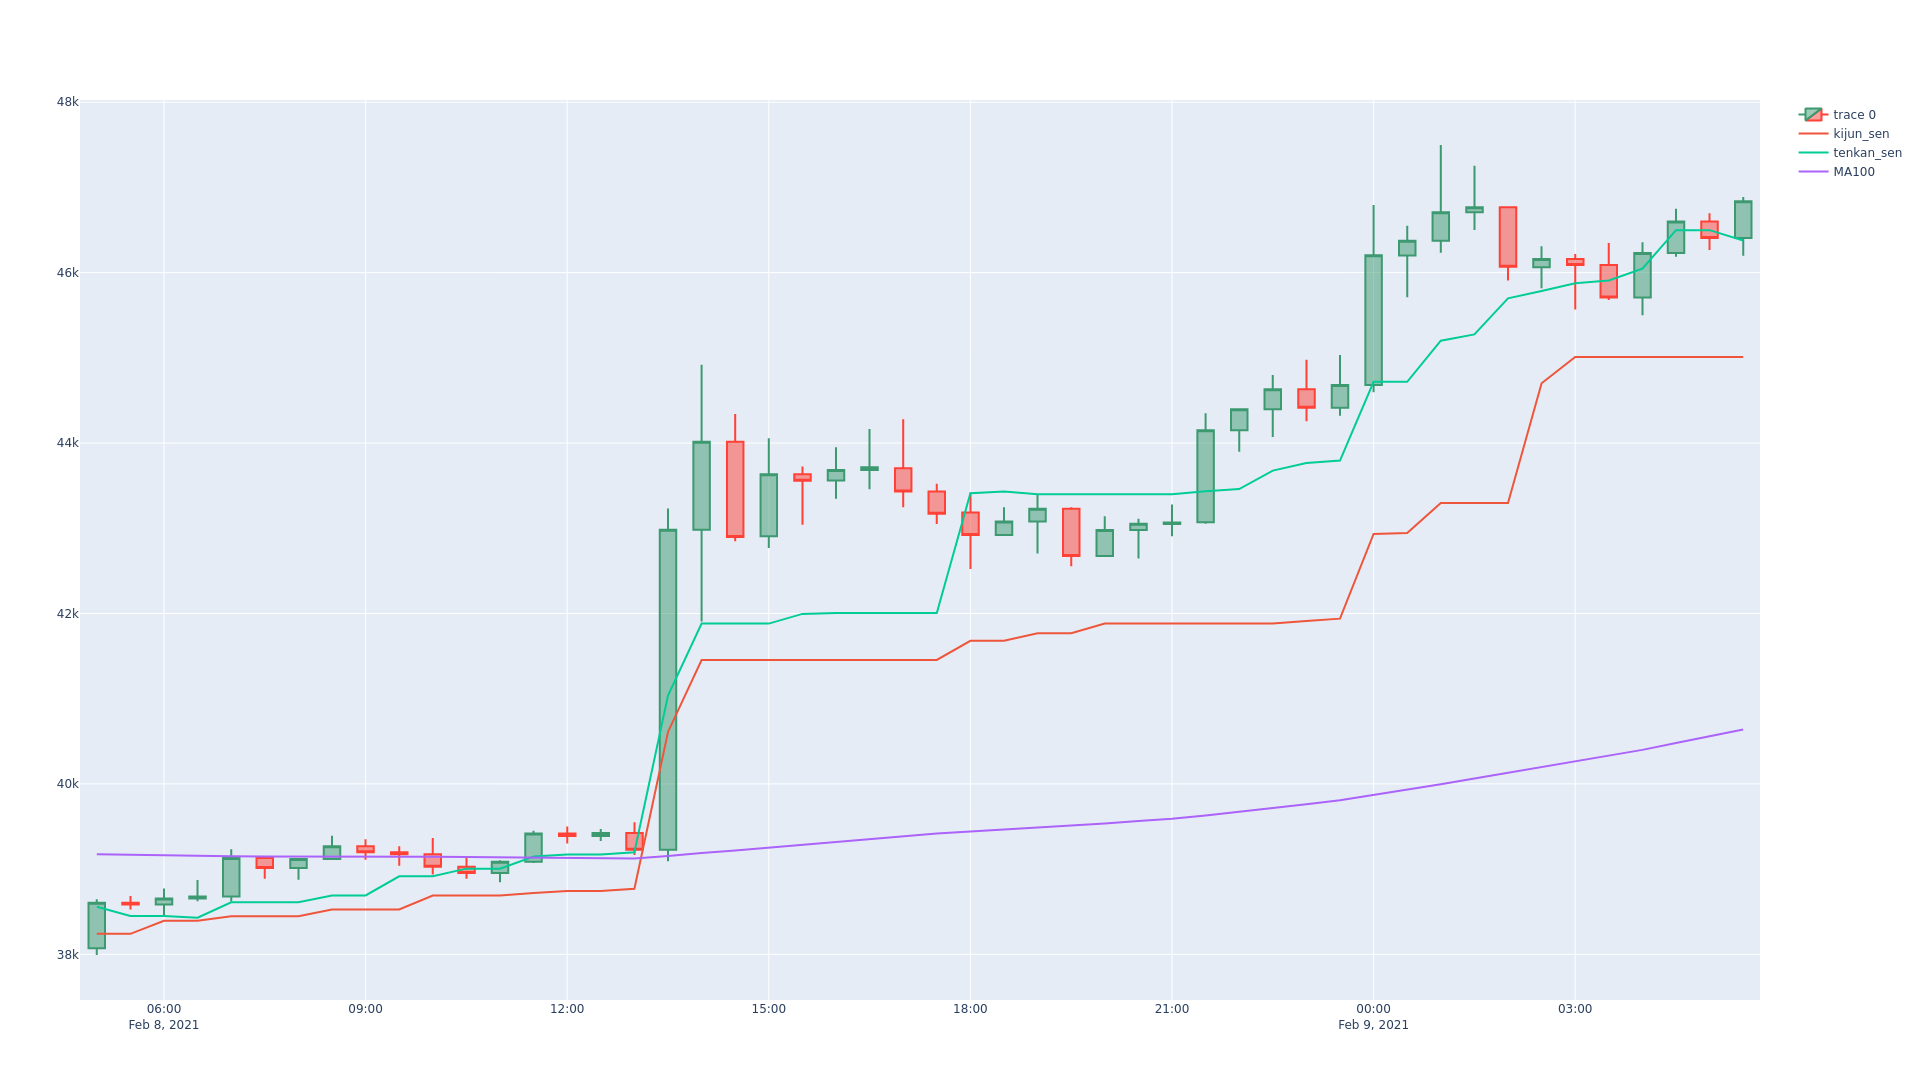 48k
46k
44k
42k
40k
38k
06:00
Feb 8, 2021
09:00
12:00
15:00
18:00
21:00
00:00
Feb 9, 2021
03:00
trace 0
kijun_sen
tenkan_sen
MA100